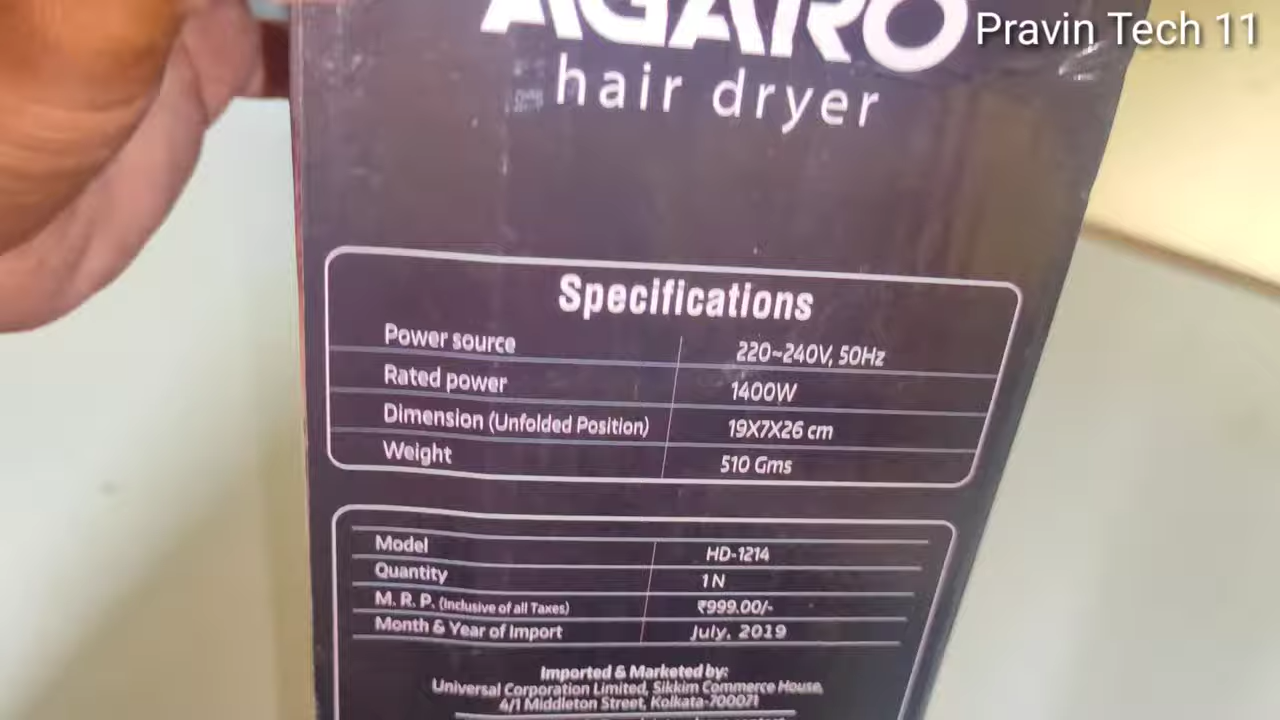 Pravin Tech 11
AGARO
hair dryer
Specifications
Power source 220~240V, 50Hz
Rated power 1400W
Dimension (Unfolded Position) 19X7X26 cm
Weight 510 Gms
Model HD-1214
Quantity 1N
M. R. P. (Inclusive of all Taxes) ₹999.00/-
Month & Year of Import July, 2019
Imported & Marketed by:
Universal Corporation Limited, Sikkim Commerce House,
4/1 Middleton Street, Kolkata-700071